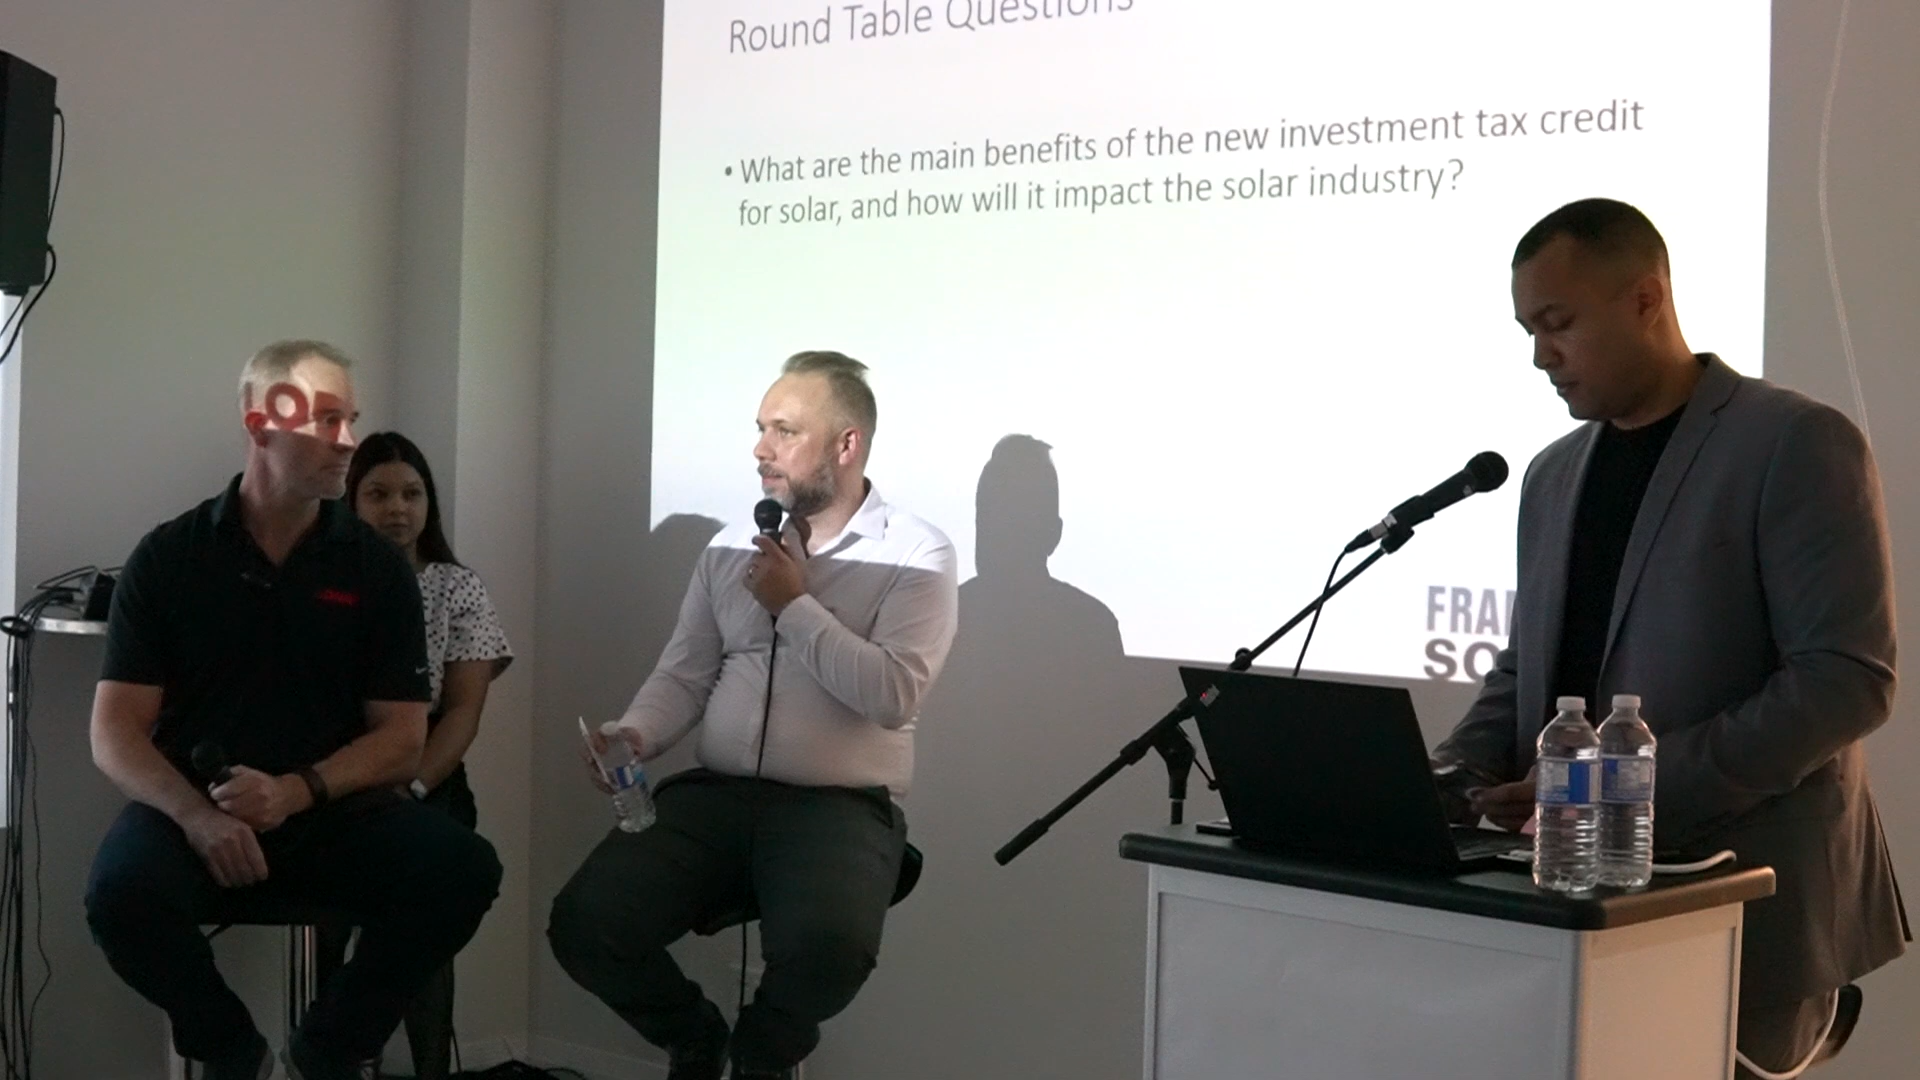 Round Table Questions
• What are the main benefits of the new investment tax credit
for solar, and how will it impact the solar industry?